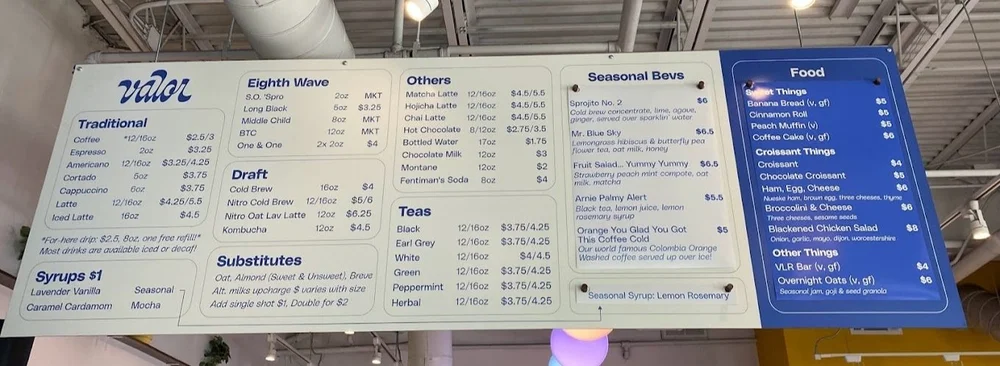 valor
Traditional
Coffee *12/16oz $2.5/3
Espresso 2oz $3.25
Americano 12/16oz $3.25/4.25
Cortado 5oz $3.75
Cappuccino 6oz $3.75
Latte 12/16oz $4.25/5.5
Iced Latte 16oz $4.5
*For-here drip: $2.5, 8oz, one free refill!*
Most drinks are available iced or decaf!
Syrups $1
Lavender Vanilla Seasonal
Caramel Cardamom Mocha
Eighth Wave
S.O. 'Spro 2oz MKT
Long Black 5oz $3.25
Middle Child 8oz MKT
BTC 12oz MKT
One & One 2x 2oz $4
Draft
Cold Brew 16oz $4
Nitro Cold Brew 12/16oz $5/6
Nitro Oat Lav Latte 12oz $6.25
Kombucha 12oz $4.5
Substitutes
Oat, Almond (Sweet & Unsweet), Breve
Alt. milks upcharge $ varies with size
Add single shot $1, Double for $2
Others
Matcha Latte 12/16oz $4.5/5.5
Hojicha Latte 12/16oz $4.5/5.5
Chai Latte 12/16oz $4.5/5.5
Hot Chocolate 8/12oz $2.75/3.5
Bottled Water 17oz $1.75
Chocolate Milk 12oz $3
Montane 12oz $2
Fentiman's Soda 8oz $4
Teas
Black 12/16oz $3.75/4.25
Earl Grey 12/16oz $3.75/4.25
White 12/16oz $4/4.5
Green 12/16oz $3.75/4.25
Peppermint 12/16oz $3.75/4.25
Herbal 12/16oz $3.75/4.25
Seasonal Bevs
Sprojito No. 2 $6
Cold brew concentrate, lime, agave,
ginger, served over sparklin' water
Mr. Blue Sky $6.5
Lemongrass hibiscus & butterfly pea
flower tea, oat milk, honey
Fruit Salad... Yummy Yummy $6.5
Strawberry peach mint compote, oat
milk, matcha
Arnie Palmy Alert $5.5
Black tea, lemon juice, lemon
rosemary syrup
Orange You Glad You Got $5
This Coffee Cold
Our world famous Colombia Orange
Washed coffee served up over ice!
Seasonal Syrup: Lemon Rosemary
Food
Sweet Things
Banana Bread (v, gf) $5
Cinnamon Roll $5
Peach Muffin (v) $5
Coffee Cake (v, gf) $6
Croissant Things
Croissant $4
Chocolate Croissant $5
Ham, Egg, Cheese $6
Nueske ham, brown egg, three cheeses, thyme
Broccolini & Cheese $6
Three cheeses, sesame seeds
Blackened Chicken Salad $8
Onion, garlic, mayo, dijon, worcestershire
Other Things
VLR Bar (v, gf) $4
Overnight Oats (v, gf) $6
Seasonal jam, goji & seed granola